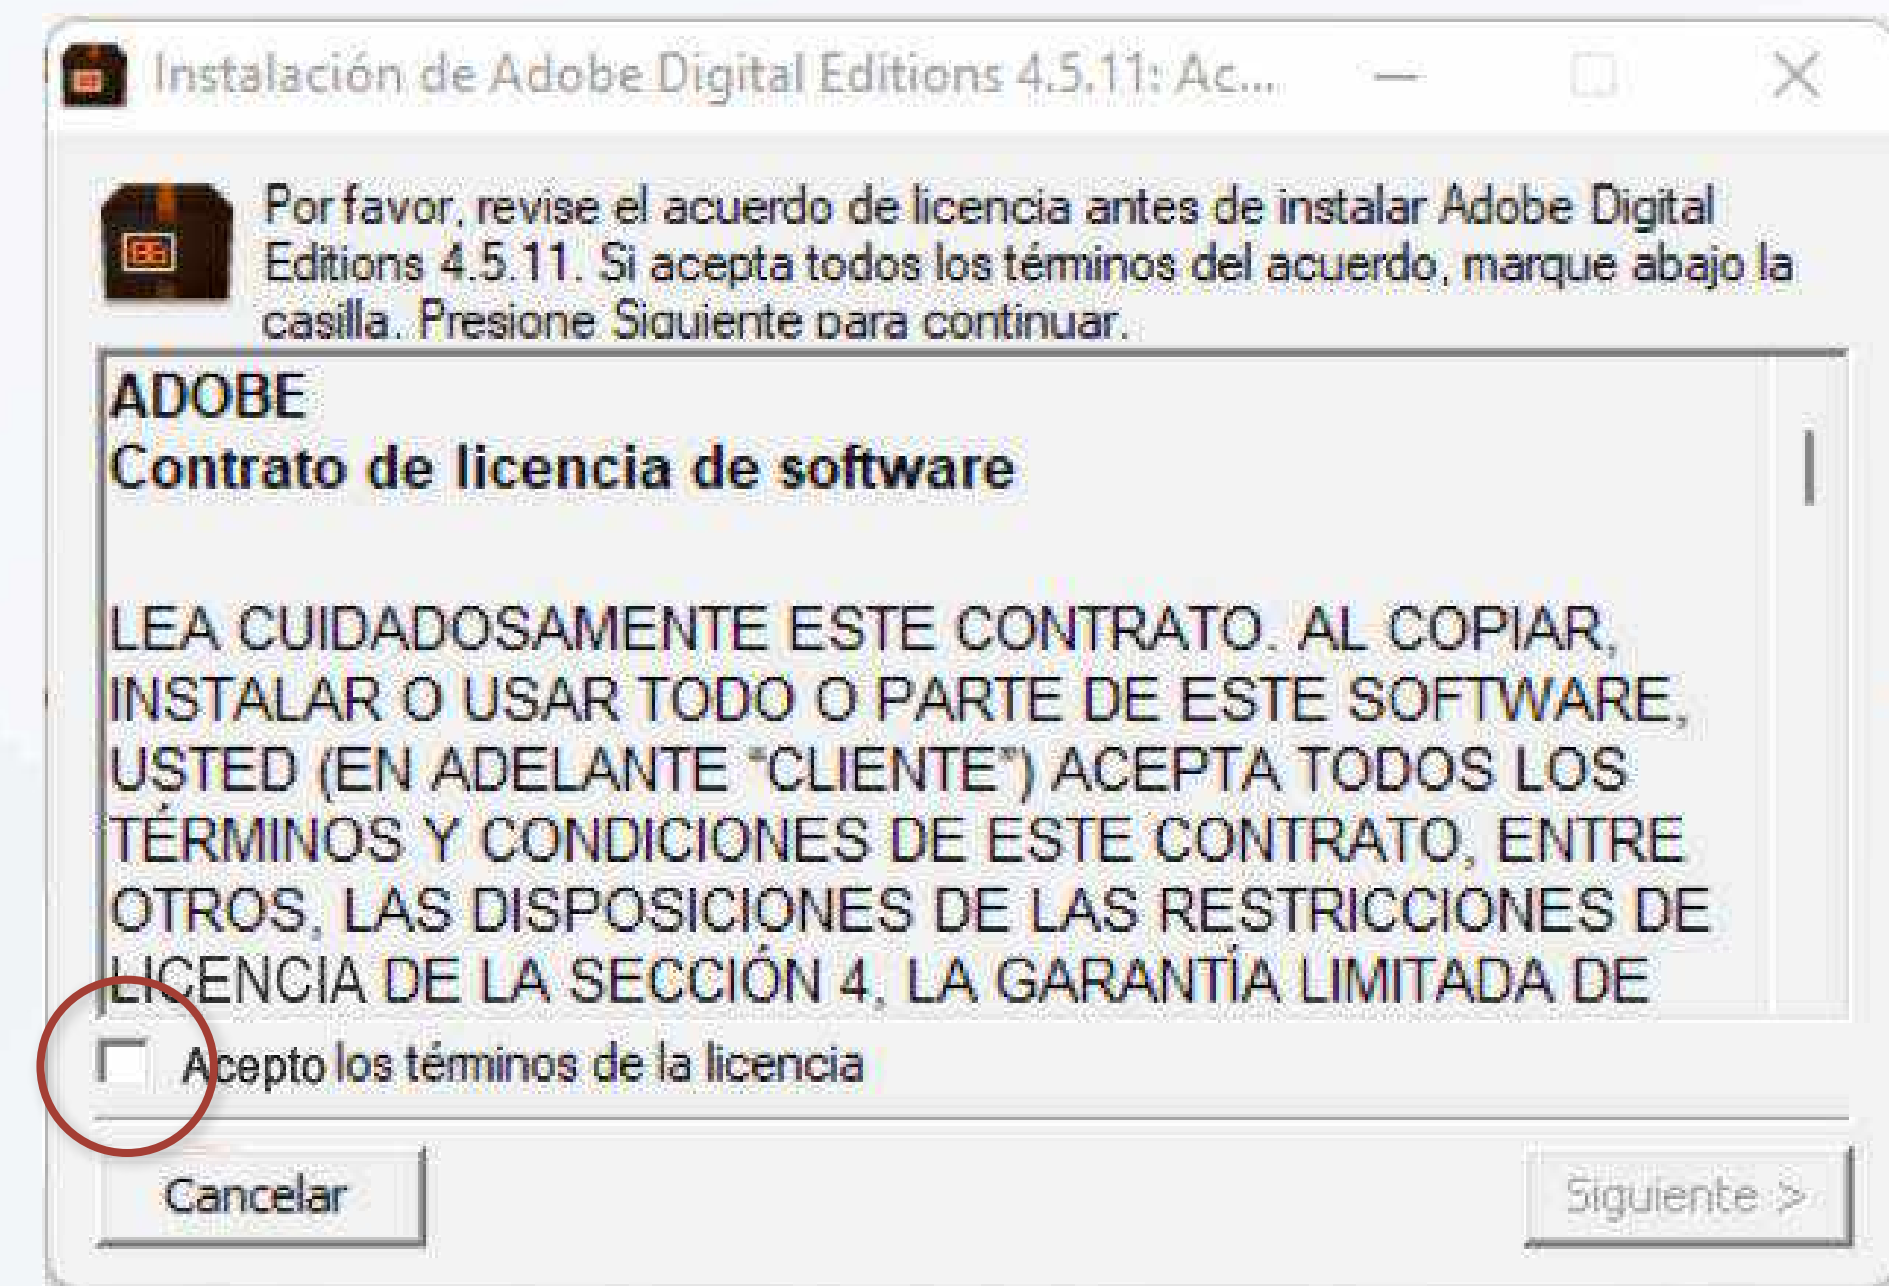 Instalación de Adobe Digital Editions 4.5.11: Ac...
Por favor, revise el acuerdo de licencia antes de instalar Adobe Digital
Editions 4.5.11. Si acepta todos los términos del acuerdo, marque abajo la
casilla. Presione Siguiente para continuar.
ADOBE
Contrato de licencia de software
LEA CUIDADOSAMENTE ESTE CONTRATO. AL COPIAR,
INSTALAR O USAR TODO O PARTE DE ESTE SOFTWARE,
USTED (EN ADELANTE "CLIENTE") ACEPTA TODOS LOS
TÉRMINOS Y CONDICIONES DE ESTE CONTRATO, ENTRE
OTROS, LAS DISPOSICIONES DE LAS RESTRICCIONES DE
LICENCIA DE LA SECCIÓN 4, LA GARANTÍA LIMITADA DE
Acepto los términos de la licencia
Cancelar
Siguiente >